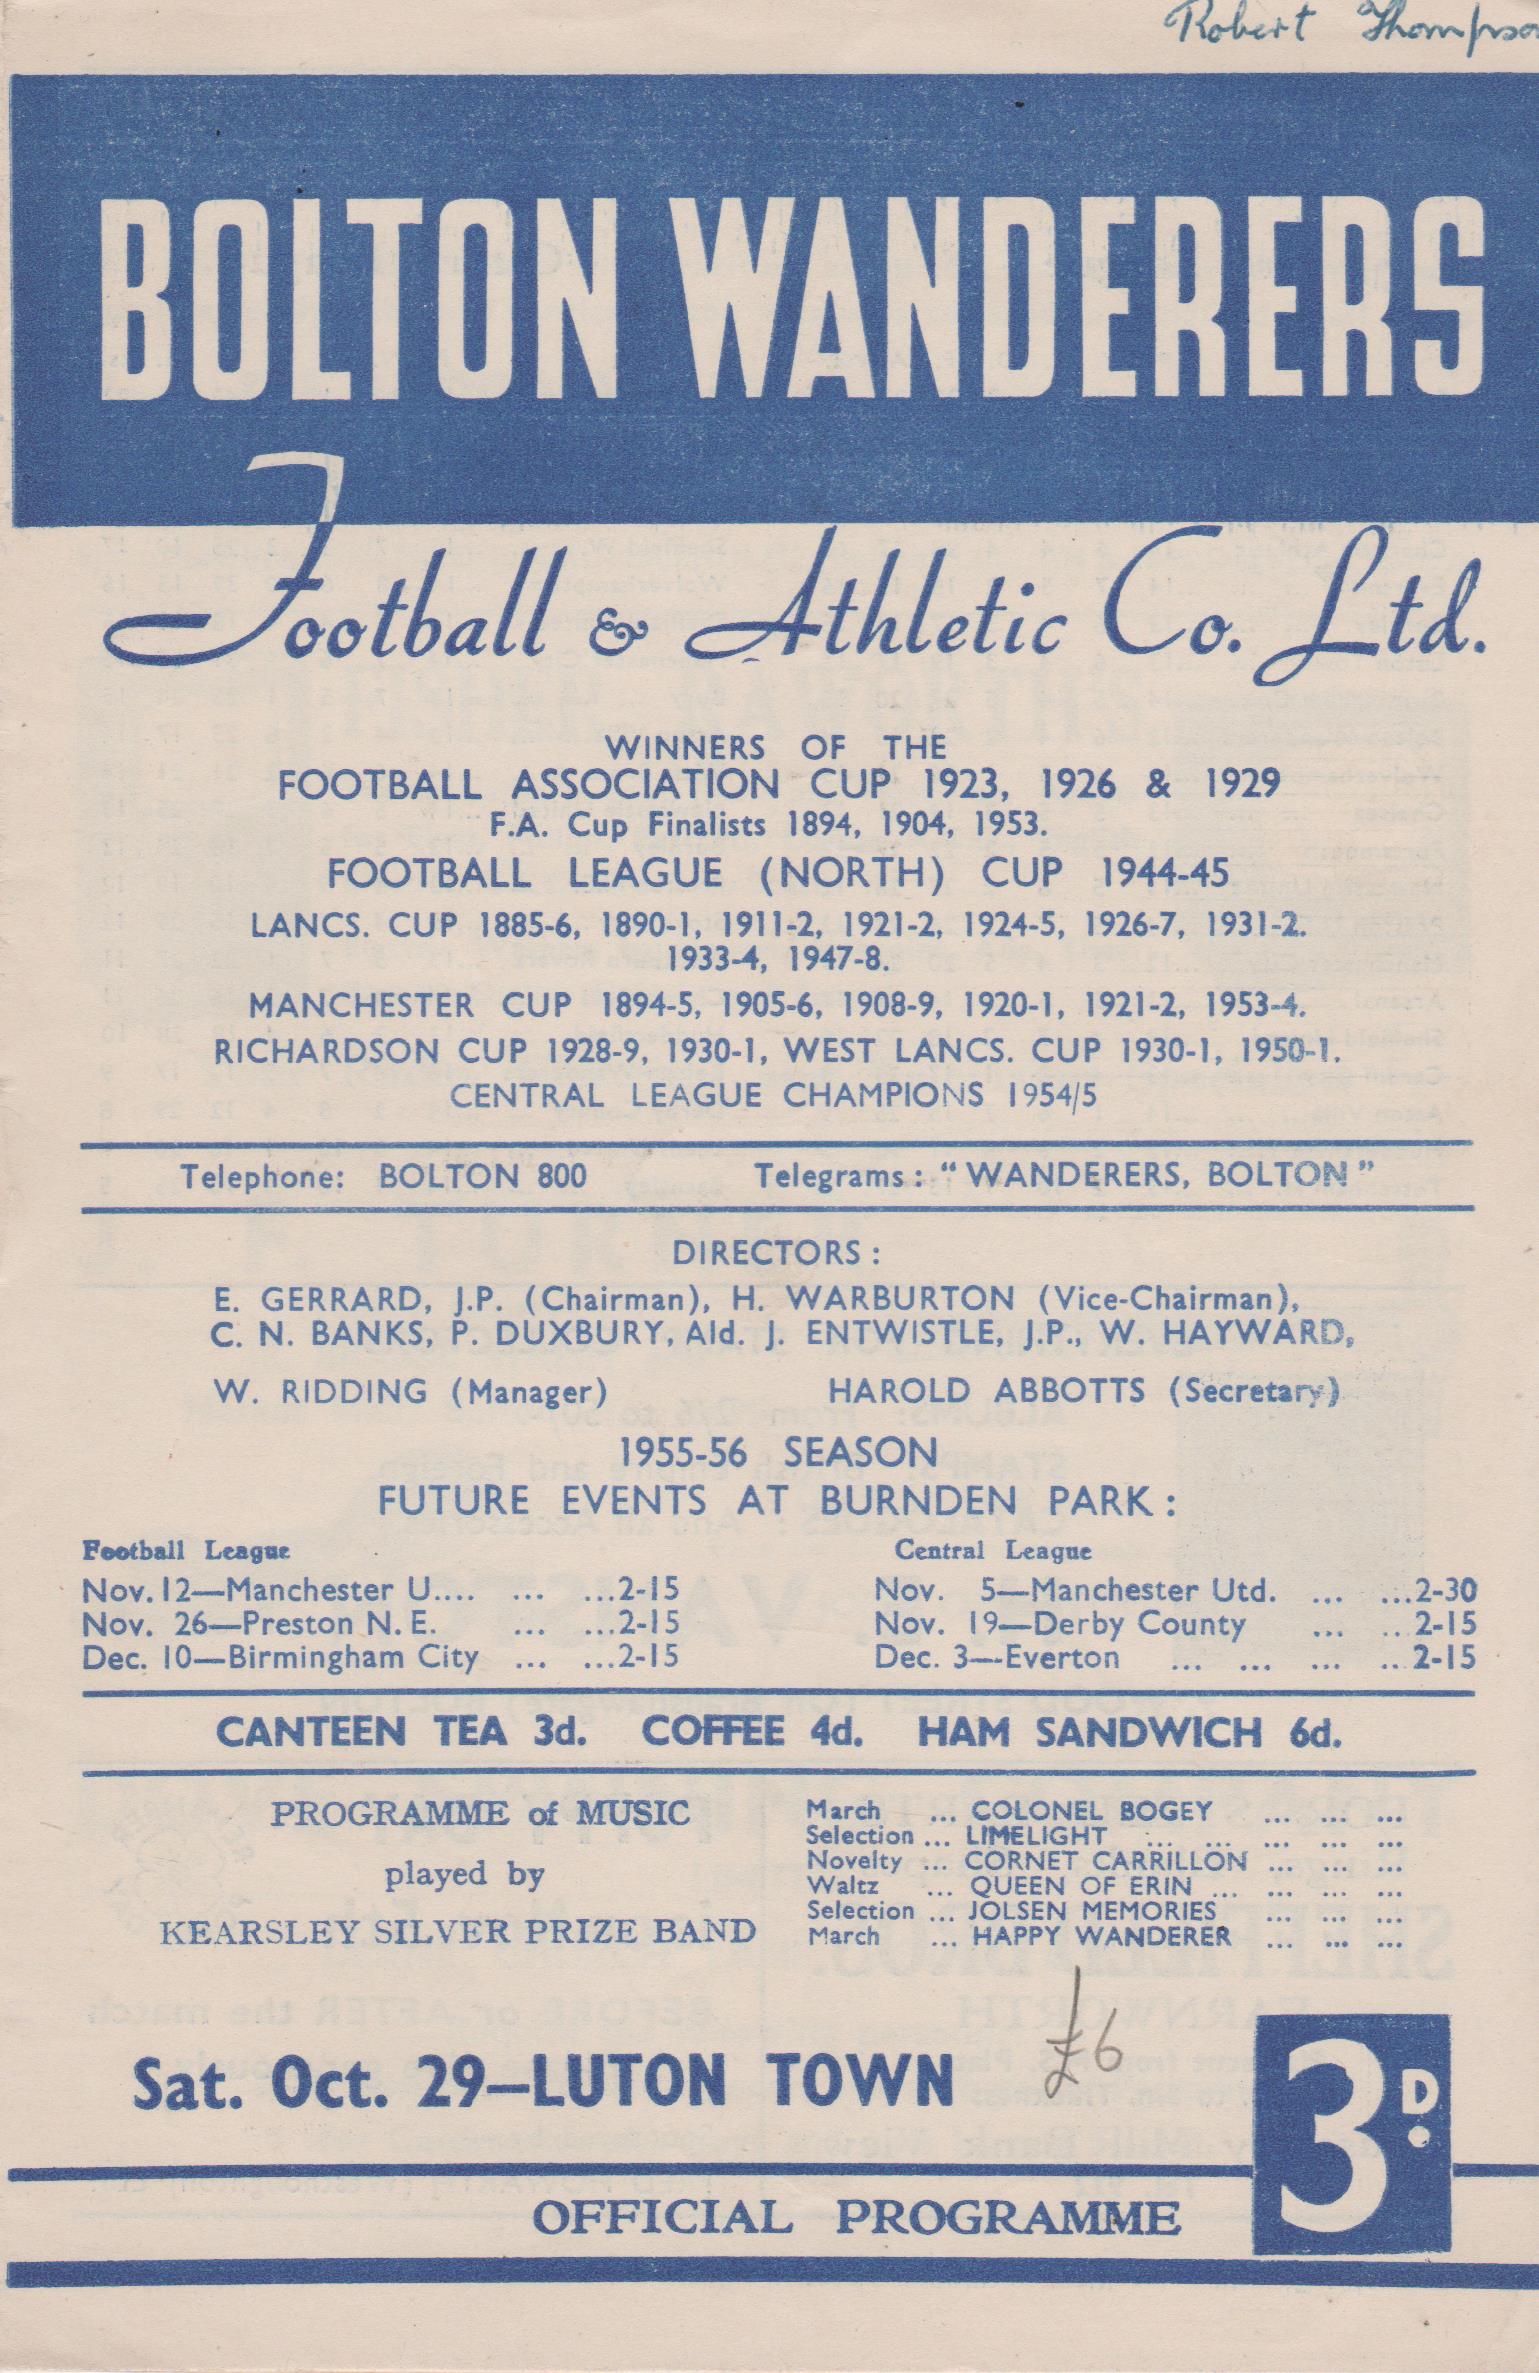 Robert Thompso
BOLTON WANDERERS
Football & Athletic Co. Ltd.
WINNERS OF THE
FOOTBALL ASSOCIATION CUP 1923, 1926 & 1929
F.A. Cup Finalists 1894, 1904, 1953.
FOOTBALL LEAGUE (NORTH) CUP 1944-45
LANCS. CUP 1885-6, 1890-1, 1911-2, 1921-2, 1924-5, 1926-7, 1931-2.
1933-4, 1947-8.
MANCHESTER CUP 1894-5, 1905-6, 1908-9, 1920-1, 1921-2, 1953-4.
RICHARDSON CUP 1928-9, 1930-1, WEST LANCS. CUP 1930-1, 1950-1.
CENTRAL LEAGUE CHAMPIONS 1954/5
Telephone: BOLTON 800 Telegrams: "WANDERERS, BOLTON"
DIRECTORS:
E. GERRARD, J.P. (Chairman), H. WARBURTON (Vice-Chairman),
C. N. BANKS, P. DUXBURY, Ald. J. ENTWISTLE, J.P., W. HAYWARD,
W. RIDDING (Manager) HAROLD ABBOTTS (Secretary)
1955-56 SEASON
FUTURE EVENTS AT BURNDEN PARK:
Football League Central League
Nov. 12—Manchester U.... ... ...2-15 Nov. 5—Manchester Utd. ... ...2-30
Nov. 26—Preston N. E. ... ...2-15 Nov. 19—Derby County ... ...2-15
Dec. 10—Birmingham City ... ...2-15 Dec. 3—Everton ... ... ... ...2-15
CANTEEN TEA 3d. COFFEE 4d. HAM SANDWICH 6d.
PROGRAMME of MUSIC
played by
KEARSLEY SILVER PRIZE BAND
March ... COLONEL BOGEY ... ... ...
Selection ... LIMELIGHT ... ... ... ... ...
Novelty ... CORNET CARRILLON ... ... ...
Waltz ... QUEEN OF ERIN ... ... ... ...
Selection ... JOLSEN MEMORIES ... ... ...
March ... HAPPY WANDERER ... ... ...
£6
Sat. Oct. 29—LUTON TOWN
3D.
OFFICIAL PROGRAMME